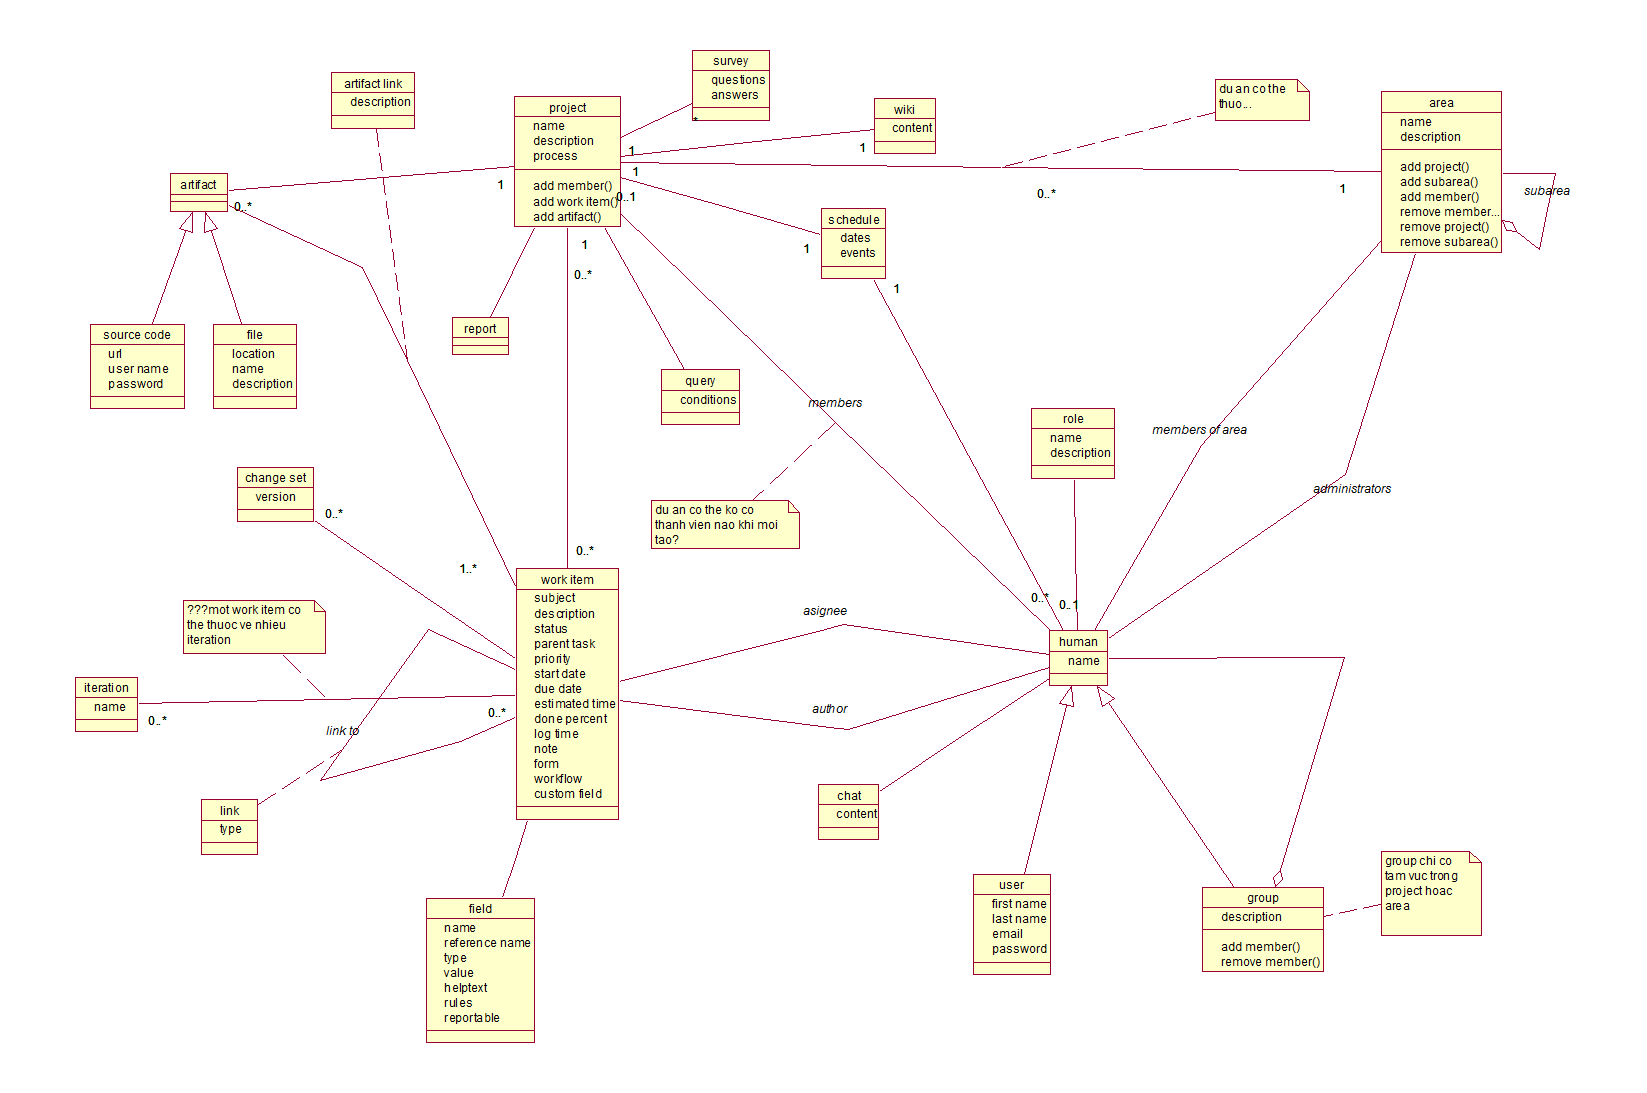 survey
questions
answers
*
artifact link
description
project
name
description
process
add member()
add work item()
add artifact()
wiki
content
du an co the
thuo...
area
name
description
add project()
add subarea()
add member()
remove member...
remove project()
remove subarea()
subarea
1
1
1
0..1
0..*
1
1
artifact
0..*
schedule
dates
events
1
1
1
0..*
source code
url
user name
password
file
location
name
description
report
query
conditions
members
role
name
description
members of area
administrators
change set
version
0..*
du an co the ko co
thanh vien nao khi moi
tao?
0..*
1..*
work item
subject
description
status
parent task
priority
start date
due date
estimated time
done percent
log time
note
form
workflow
custom field
???mot work item co
the thuoc ve nhieu
iteration
asignee
0..*
0..1
human
name
iteration
name
0..*
0..*
link to
author
link
type
chat
content
user
first name
last name
email
password
group
description
add member()
remove member()
group chi co
tam vuc trong
project hoac
area
field
name
reference name
type
value
helptext
rules
reportable